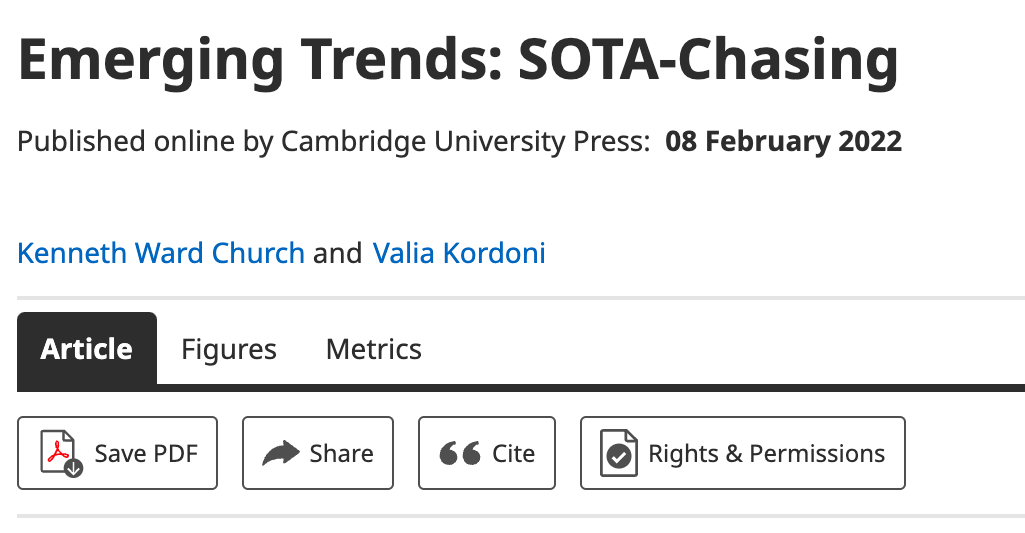 Emerging Trends: SOTA-Chasing
Published online by Cambridge University Press: 08 February 2022
Kenneth Ward Church and Valia Kordoni
Article Figures Metrics
Save PDF Share Cite Rights & Permissions